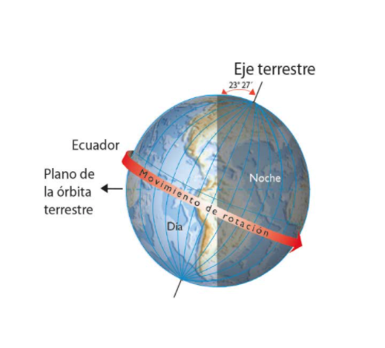 Eje terrestre
23° 27'
Ecuador
Plano de
la órbita
terrestre
Noche
Movimiento de rotación
Día